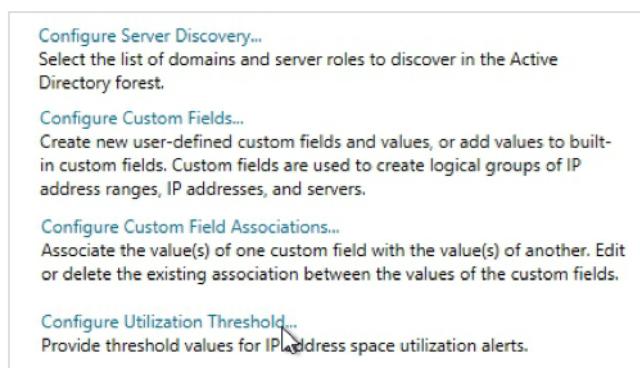 Configure Server Discovery...
Select the list of domains and server roles to discover in the Active
Directory forest.
Configure Custom Fields...
Create new user-defined custom fields and values, or add values to built-
in custom fields. Custom fields are used to create logical groups of IP
address ranges, IP addresses, and servers.
Configure Custom Field Associations...
Associate the value(s) of one custom field with the value(s) of another. Edit
or delete the existing association between the values of the custom fields.
Configure Utilization Threshold...
Provide threshold values for IP address space utilization alerts.